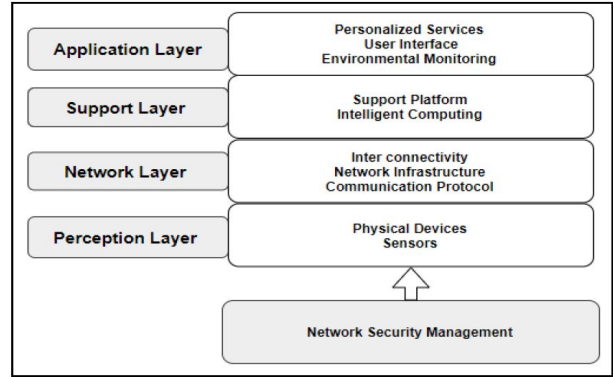 Application Layer
Personalized Services
User Interface
Environmental Monitoring
Support Layer
Support Platform
Intelligent Computing
Network Layer
Inter connectivity
Network Infrastructure
Communication Protocol
Perception Layer
Physical Devices
Sensors
Network Security Management